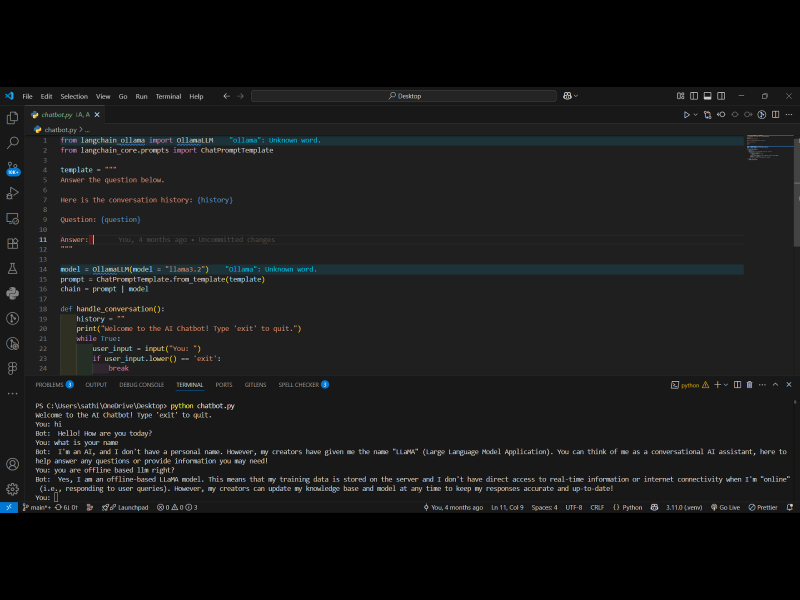 File Edit Selection View Go Run Terminal Help
Desktop
chatbot.py 1A, A
chatbot.py > ...
1 from langchain_ollama import OllamaLLM "ollama": Unknown word.
2 from langchain_core.prompts import ChatPromptTemplate
3
4 template = """
5 Answer the question below.
6
7 Here is the conversation history: {history}
8
9 Question: {question}
10
11 Answer: You, 4 months ago • Uncommitted changes
12 """
13
14 model = OllamaLLM(model = "llama3.2") "Ollama": Unknown word.
15 prompt = ChatPromptTemplate.from_template(template)
16 chain = prompt | model
17
18 def handle_conversation():
19 history = ""
20 print("Welcome to the AI Chatbot! Type 'exit' to quit.")
21 while True:
22 user_input = input("You: ")
23 if user_input.lower() == 'exit':
24 break
PROBLEMS 3 OUTPUT DEBUG CONSOLE TERMINAL PORTS GITLENS SPELL CHECKER 3
python
PS C:\Users\sathi\OneDrive\Desktop> python chatbot.py
Welcome to the AI Chatbot! Type 'exit' to quit.
You: hi
Bot: Hello! How are you today?
You: what is your name
Bot: I'm an AI, and I don't have a personal name. However, my creators have given me the name "LLaMA" (Large Language Model Application). You can think of me as a conversational AI assistant, here to
help answer any questions or provide information you may need!
You: you are offline based llm right?
Bot: Yes, I am an offline-based LLaMA model. This means that my training data is stored on the server and I don't have direct access to real-time information or internet connectivity when I'm "online"
(i.e., responding to user queries). However, my creators can update my knowledge base and model at any time to keep my responses accurate and up-to-date!
You:
main*+ Launchpad 0 0 3 You, 4 months ago Ln 11, Col 9 Spaces: 4 UTF-8 CRLF {} Python 3.11.0 (.venv) Go Live Prettier